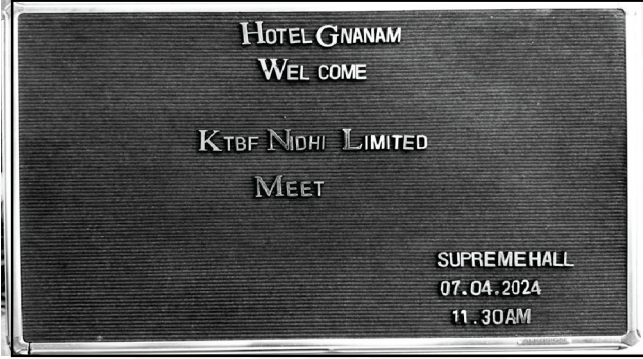 HOTEL GNANAM
WEL COME
KTBF NIDHI LIMITED
MEET
SUPREME HALL
07.04.2024
11.30AM